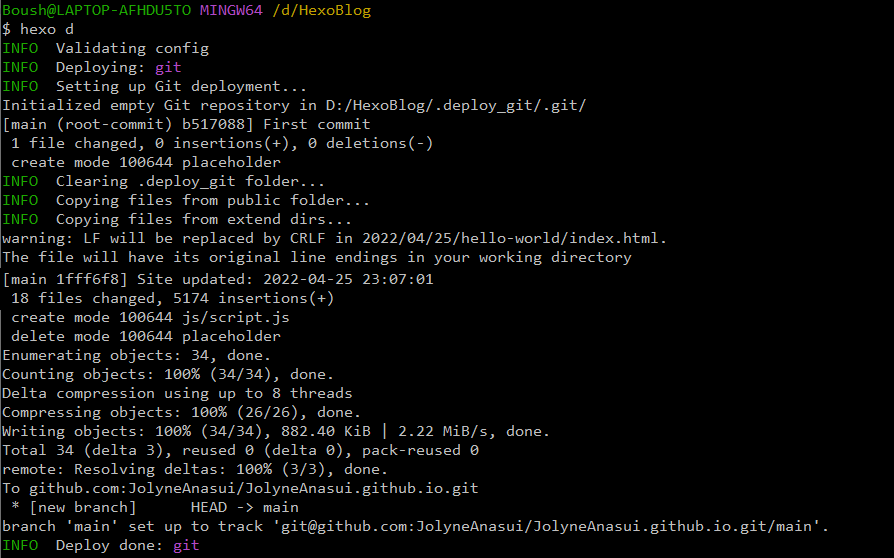 Boush@LAPTOP-AFHDU5TO MINGW64 /d/HexoBlog
$ hexo d
INFO  Validating config
INFO  Deploying: git
INFO  Setting up Git deployment...
Initialized empty Git repository in D:/HexoBlog/.deploy_git/.git/
[main (root-commit) b517088] First commit
 1 file changed, 0 insertions(+), 0 deletions(-)
 create mode 100644 placeholder
INFO  Clearing .deploy_git folder...
INFO  Copying files from public folder...
INFO  Copying files from extend dirs...
warning: LF will be replaced by CRLF in 2022/04/25/hello-world/index.html.
The file will have its original line endings in your working directory
[main 1fff6f8] Site updated: 2022-04-25 23:07:01
 18 files changed, 5174 insertions(+)
 create mode 100644 js/script.js
 delete mode 100644 placeholder
Enumerating objects: 34, done.
Counting objects: 100% (34/34), done.
Delta compression using up to 8 threads
Compressing objects: 100% (26/26), done.
Writing objects: 100% (34/34), 882.40 KiB | 2.22 MiB/s, done.
Total 34 (delta 3), reused 0 (delta 0), pack-reused 0
remote: Resolving deltas: 100% (3/3), done.
To github.com:JolyneAnasui/JolyneAnasui.github.io.git
 * [new branch]      HEAD -> main
branch 'main' set up to track 'git@github.com:JolyneAnasui/JolyneAnasui.github.io.git/main'.
INFO  Deploy done: git